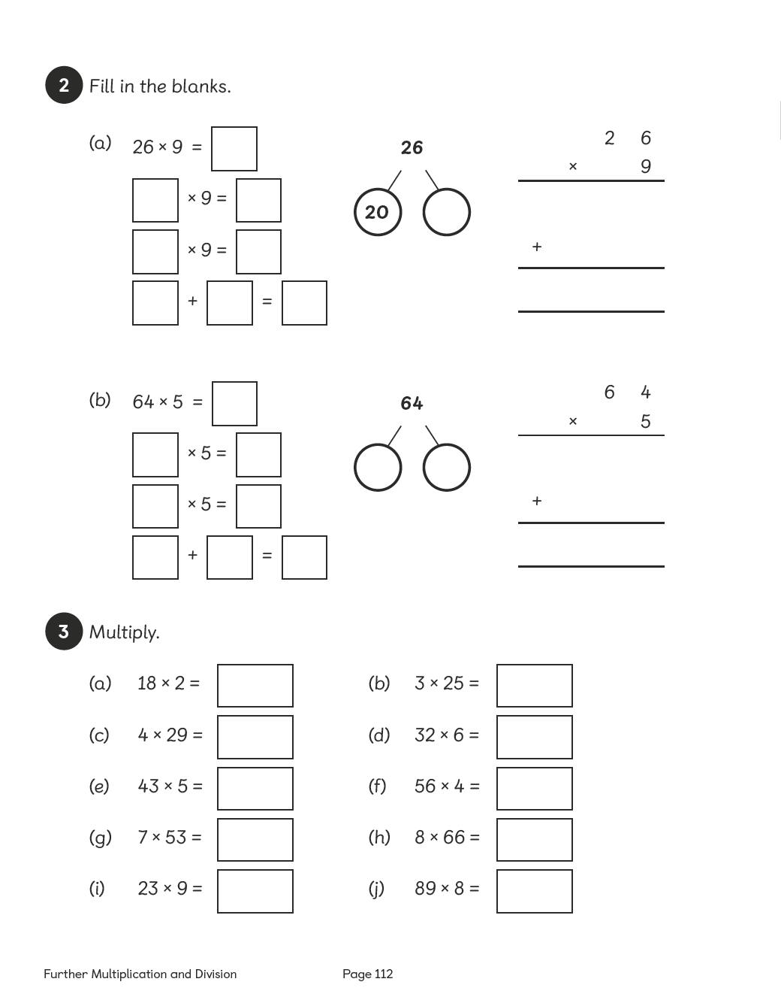 2 Fill in the blanks.
(a) 26 × 9 =
× 9 =
× 9 =
+ =
26
20
2 6
× 9
+
(b) 64 × 5 =
× 5 =
× 5 =
+ =
64
6 4
× 5
+
3 Multiply.
(a) 18 × 2 = (b) 3 × 25 =
(c) 4 × 29 = (d) 32 × 6 =
(e) 43 × 5 = (f) 56 × 4 =
(g) 7 × 53 = (h) 8 × 66 =
(i) 23 × 9 = (j) 89 × 8 =
Further Multiplication and Division Page 112